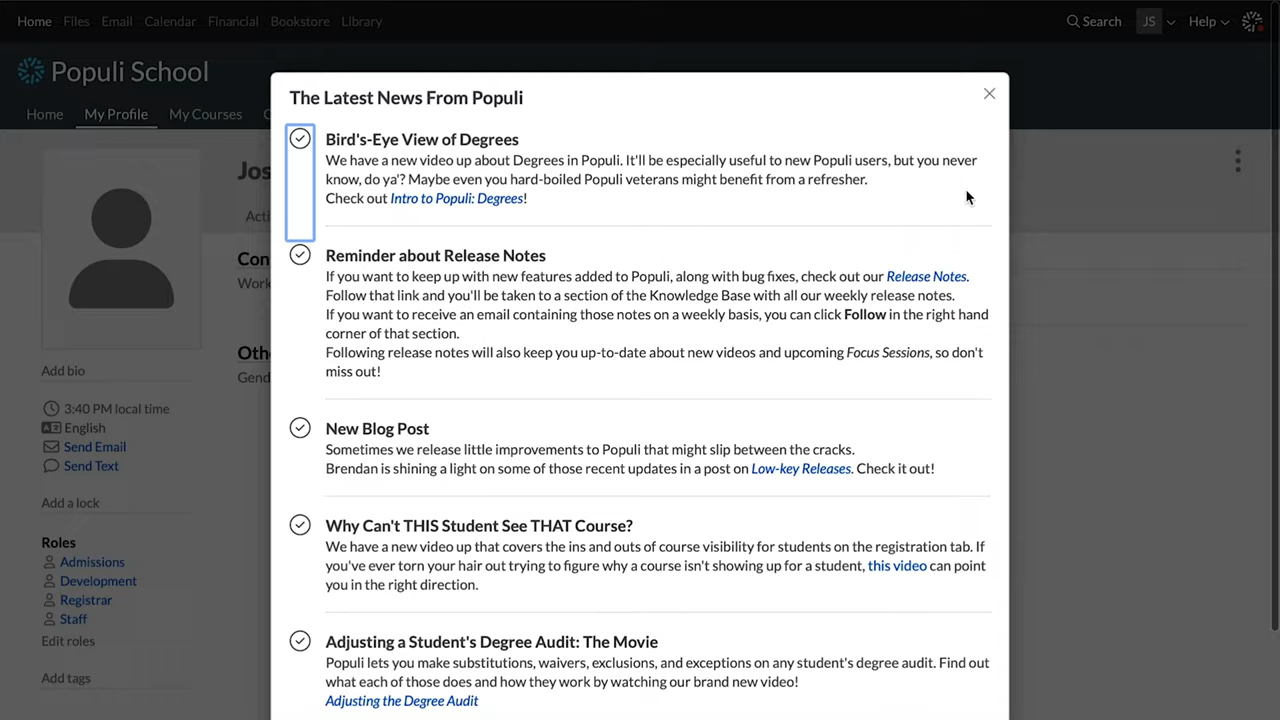 Home Files Email Calendar Financial Bookstore Library Search JS Help
Populi School
Home My Profile My Courses
The Latest News From Populi
Bird's-Eye View of Degrees
We have a new video up about Degrees in Populi. It'll be especially useful to new Populi users, but you never
know, do ya'? Maybe even you hard-boiled Populi veterans might benefit from a refresher.
Check out Intro to Populi: Degrees!
Reminder about Release Notes
If you want to keep up with new features added to Populi, along with bug fixes, check out our Release Notes.
Follow that link and you'll be taken to a section of the Knowledge Base with all our weekly release notes.
If you want to receive an email containing those notes on a weekly basis, you can click Follow in the right hand
corner of that section.
Following release notes will also keep you up-to-date about new videos and upcoming Focus Sessions, so don't
miss out!
New Blog Post
Sometimes we release little improvements to Populi that might slip between the cracks.
Brendan is shining a light on some of those recent updates in a post on Low-key Releases. Check it out!
Why Can't THIS Student See THAT Course?
We have a new video up that covers the ins and outs of course visibility for students on the registration tab. If
you've ever torn your hair out trying to figure why a course isn't showing up for a student, this video can point
you in the right direction.
Adjusting a Student's Degree Audit: The Movie
Populi lets you make substitutions, waivers, exclusions, and exceptions on any student's degree audit. Find out
what each of those does and how they work by watching our brand new video!
Adjusting the Degree Audit
Jos
Acti
Con
Work
Oth
Gend
Add bio
3:40 PM local time
English
Send Email
Send Text
Add a lock
Roles
Admissions
Development
Registrar
Staff
Edit roles
Add tags